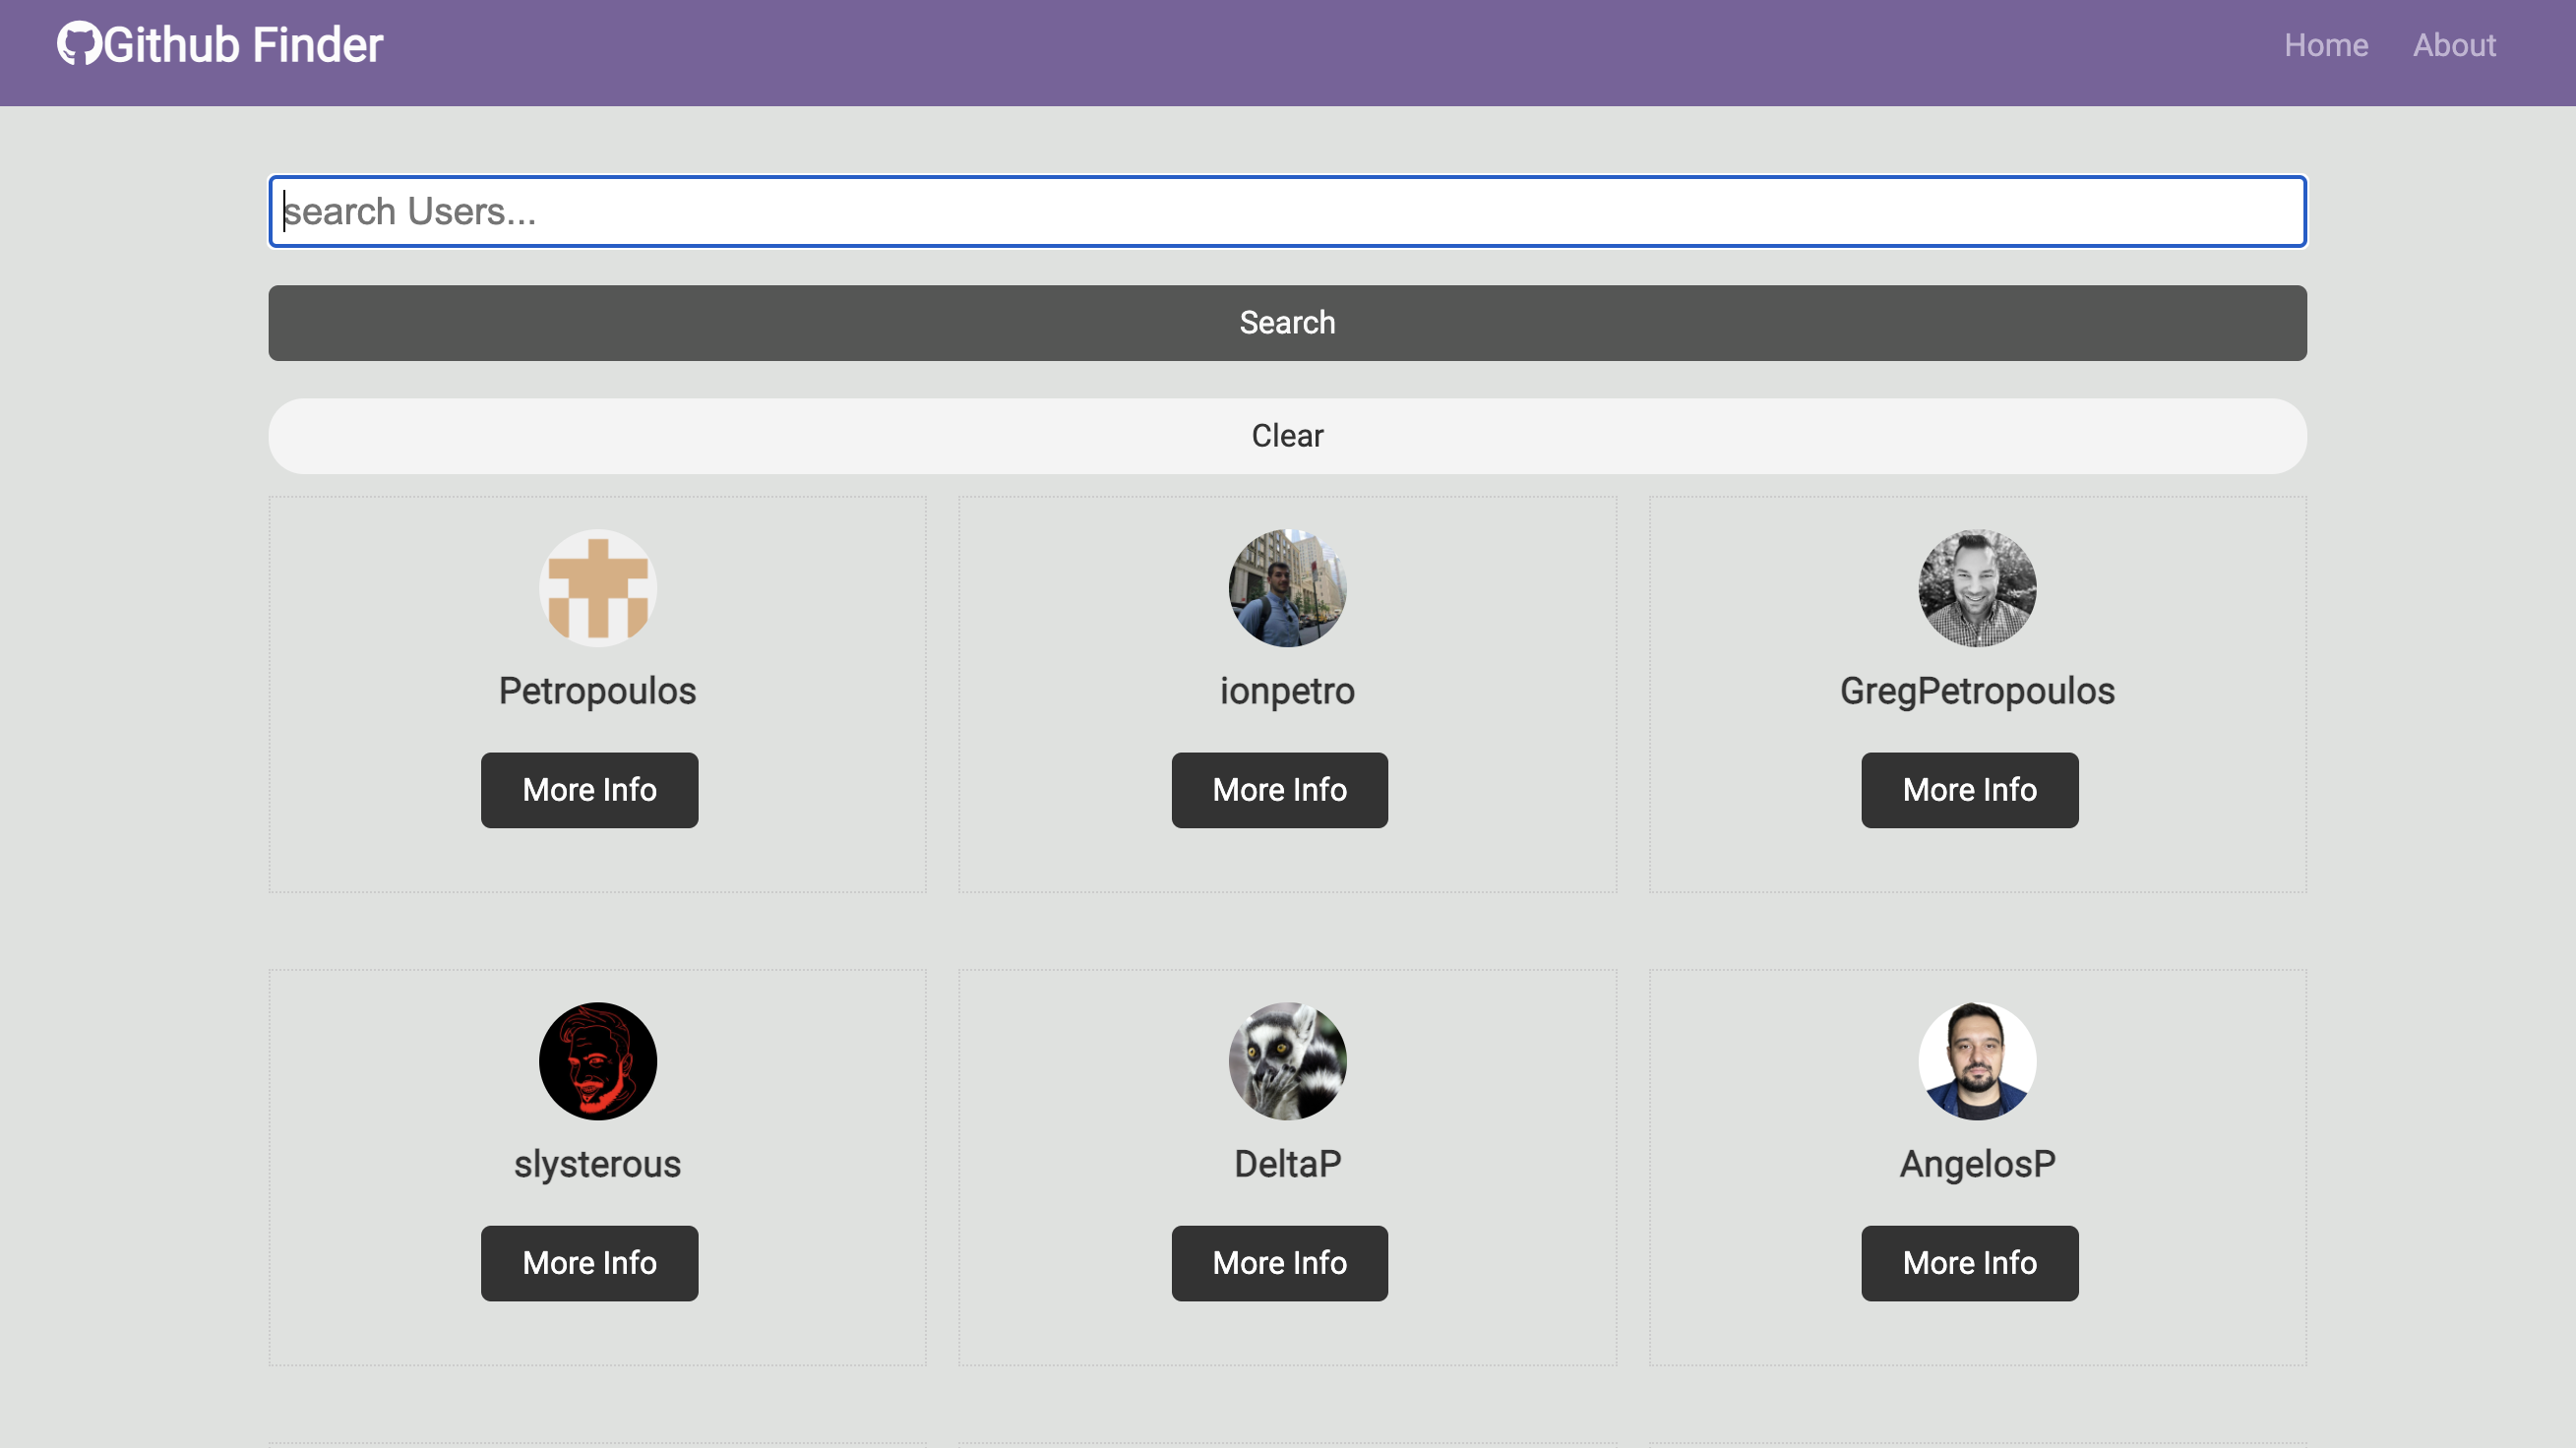 Github Finder
Home About
search Users...
Search
Clear
Petropoulos
ionpetro
GregPetropoulos
More Info
More Info
More Info
slysterous
DeltaP
AngelosP
More Info
More Info
More Info